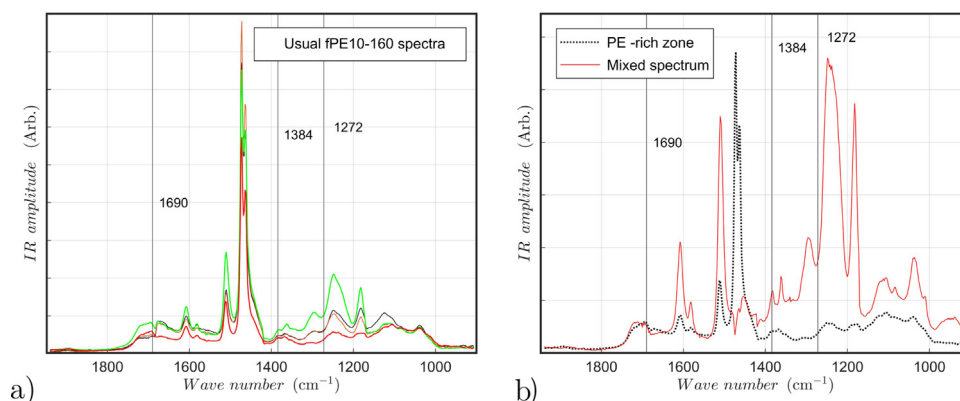 Usual fPE10-160 spectra
1384
1272
1690
IR amplitude (Arb.)
1800
1600
1400
1200
1000
a)
Wave number (cm⁻¹)
PE -rich zone
Mixed spectrum
1384
1272
1690
IR amplitude (Arb.)
1800
1600
1400
1200
1000
b)
Wave number (cm⁻¹)